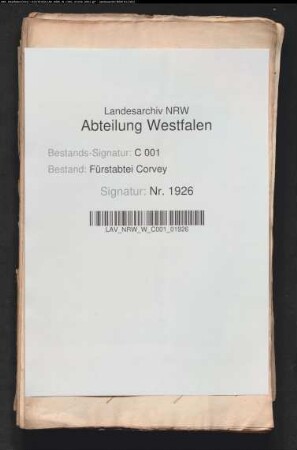 Landesarchiv NRW
Abteilung Westfalen
Bestands-Signatur: C 001
Bestand: Fürstabtei Corvey
Signatur: Nr. 1926
LAV_NRW_W_C001_01926